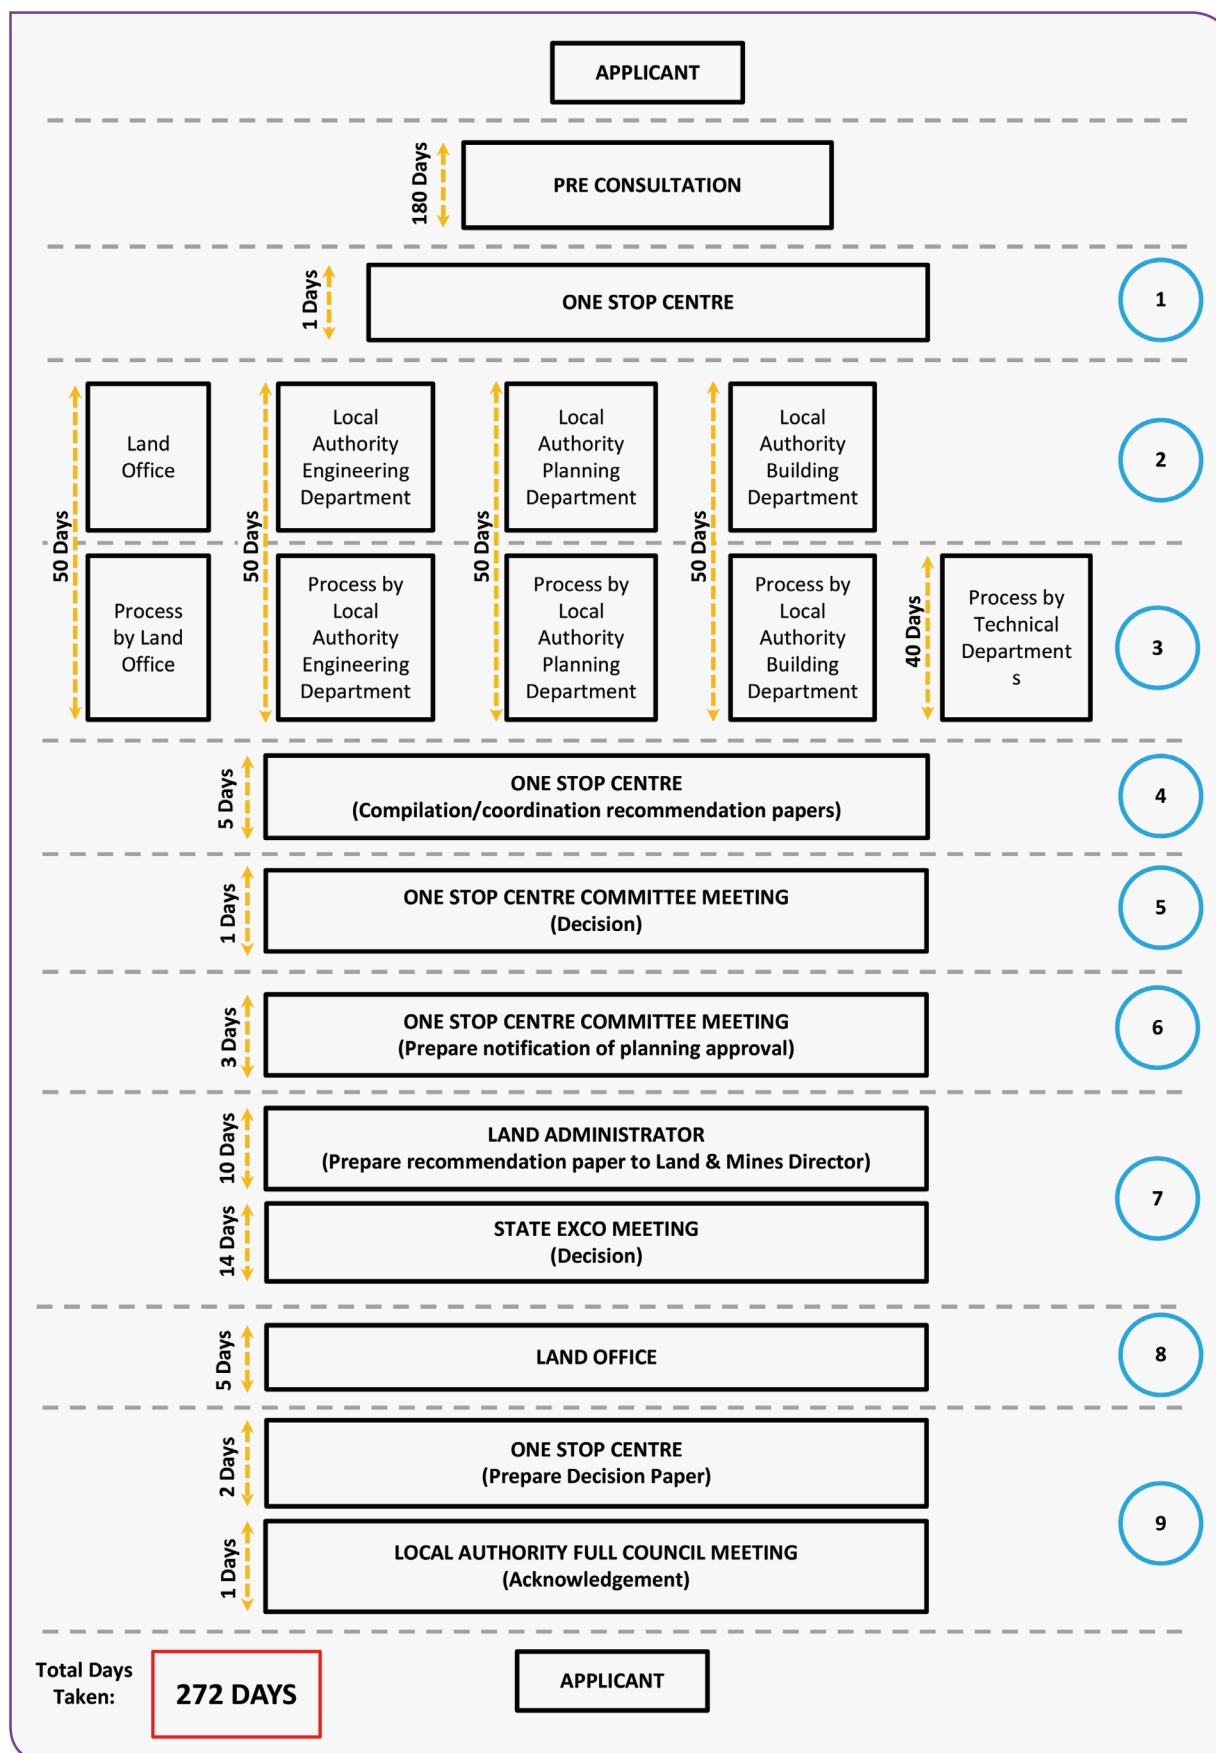 APPLICANT
180 Days
PRE CONSULTATION
1 Days
ONE STOP CENTRE
1
50 Days
Land
Office
50 Days
Local
Authority
Engineering
Department
50 Days
Local
Authority
Planning
Department
50 Days
Local
Authority
Building
Department
2
Process
by Land
Office
Process by
Local
Authority
Engineering
Department
Process by
Local
Authority
Planning
Department
Process by
Local
Authority
Building
Department
40 Days
Process by
Technical
Department
s
3
5 Days
ONE STOP CENTRE
(Compilation/coordination recommendation papers)
4
1 Days
ONE STOP CENTRE COMMITTEE MEETING
(Decision)
5
3 Days
ONE STOP CENTRE COMMITTEE MEETING
(Prepare notification of planning approval)
6
10 Days
LAND ADMINISTRATOR
(Prepare recommendation paper to Land & Mines Director)
14 Days
STATE EXCO MEETING
(Decision)
7
5 Days
LAND OFFICE
8
2 Days
ONE STOP CENTRE
(Prepare Decision Paper)
1 Days
LOCAL AUTHORITY FULL COUNCIL MEETING
(Acknowledgement)
9
Total Days
Taken:
272 DAYS
APPLICANT